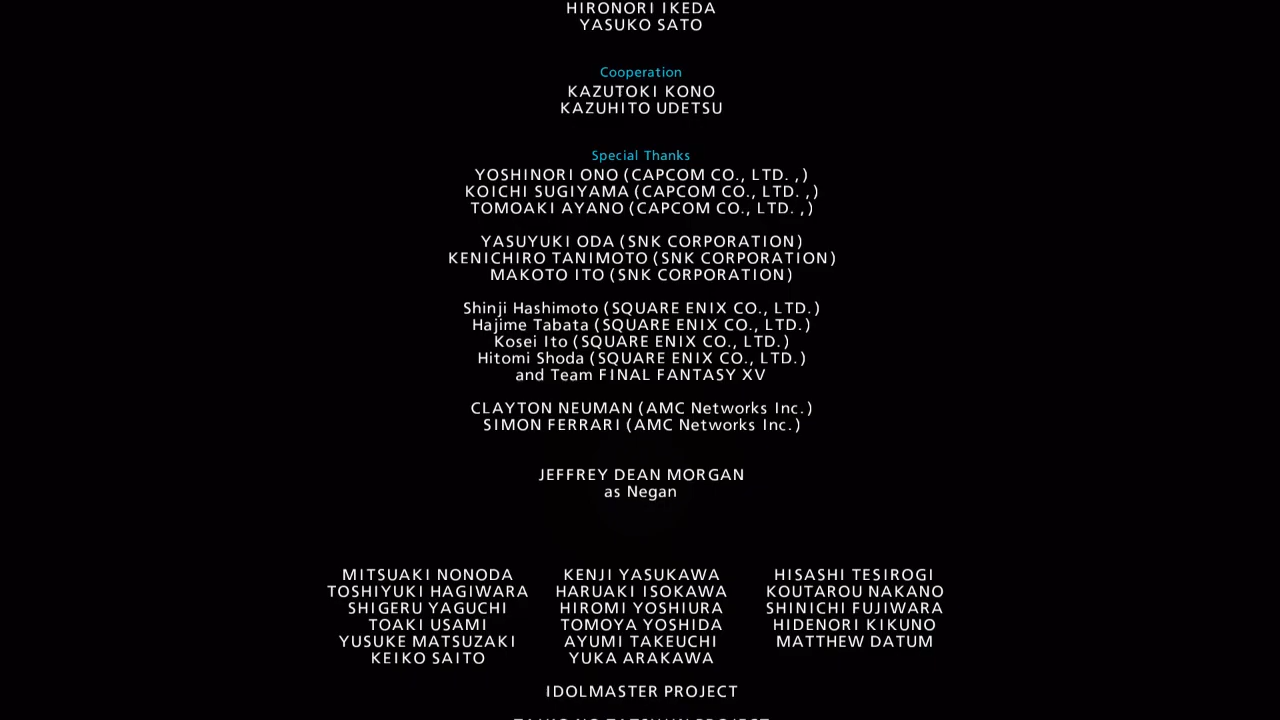 HIRONORI IKEDA
YASUKO SATO
Cooperation
KAZUTOKI KONO
KAZUHITO UDETSU
Special Thanks
YOSHINORI ONO (CAPCOM CO., LTD. ,)
KOICHI SUGIYAMA (CAPCOM CO., LTD. ,)
TOMOAKI AYANO (CAPCOM CO., LTD. ,)
YASUYUKI ODA (SNK CORPORATION)
KENICHIRO TANIMOTO (SNK CORPORATION)
MAKOTO ITO (SNK CORPORATION)
Shinji Hashimoto (SQUARE ENIX CO., LTD.)
Hajime Tabata (SQUARE ENIX CO., LTD.)
Kosei Ito (SQUARE ENIX CO., LTD.)
Hitomi Shoda (SQUARE ENIX CO., LTD.)
and Team FINAL FANTASY XV
CLAYTON NEUMAN (AMC Networks Inc.)
SIMON FERRARI (AMC Networks Inc.)
JEFFREY DEAN MORGAN
as Negan
MITSUAKI NONODA KENJI YASUKAWA HISASHI TESIROGI
TOSHIYUKI HAGIWARA HARUAKI ISOKAWA KOUTAROU NAKANO
SHIGERU YAGUCHI HIROMI YOSHIURA SHINICHI FUJIWARA
TOAKI USAMI TOMOYA YOSHIDA HIDENORI KIKUNO
YUSUKE MATSUZAKI AYUMI TAKEUCHI MATTHEW DATUM
KEIKO SAITO YUKA ARAKAWA
IDOLMASTER PROJECT